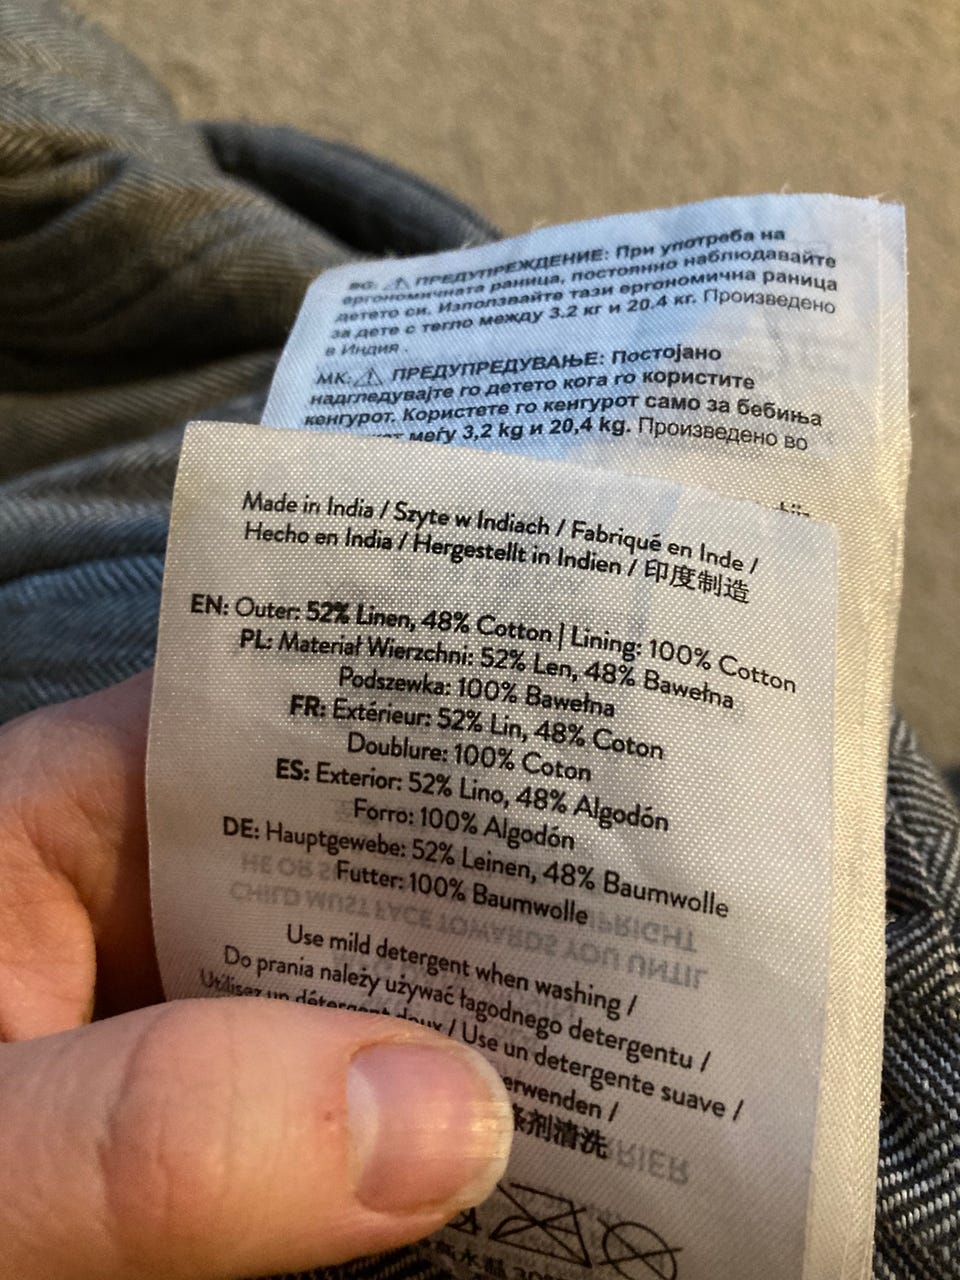 BG: ⚠ ПРЕДУПРЕЖДЕНИЕ: При употреба на
ергономичната раница, постоянно наблюдавайте
детето си. Използвайте тази ергономична раница
за дете с тегло между 3.2 кг и 20.4 кг. Произведено
в Индия .
МК: ⚠ ПРЕДУПРЕДУВАЊЕ: Постојано
надгледувајте го детето кога го користите
кенгурот. Користете го кенгурот само за бебиња
меѓу 3,2 kg и 20,4 kg. Произведено во
Made in India / Szyte w Indiach / Fabriqué en Inde /
Hecho en India / Hergestellt in Indien / 印度制造
EN: Outer: 52% Linen, 48% Cotton | Lining: 100% Cotton
PL: Materiał Wierzchni: 52% Len, 48% Bawełna
Podszewka: 100% Bawełna
FR: Extérieur: 52% Lin, 48% Coton
Doublure: 100% Coton
ES: Exterior: 52% Lino, 48% Algodón
Forro: 100% Algodón
DE: Hauptgewebe: 52% Leinen, 48% Baumwolle
Futter: 100% Baumwolle
Use mild detergent when washing /
Do prania należy używać łagodnego detergentu /
Utilisez un détergent doux / Use un detergente suave /
erwenden /
涤剂清洗